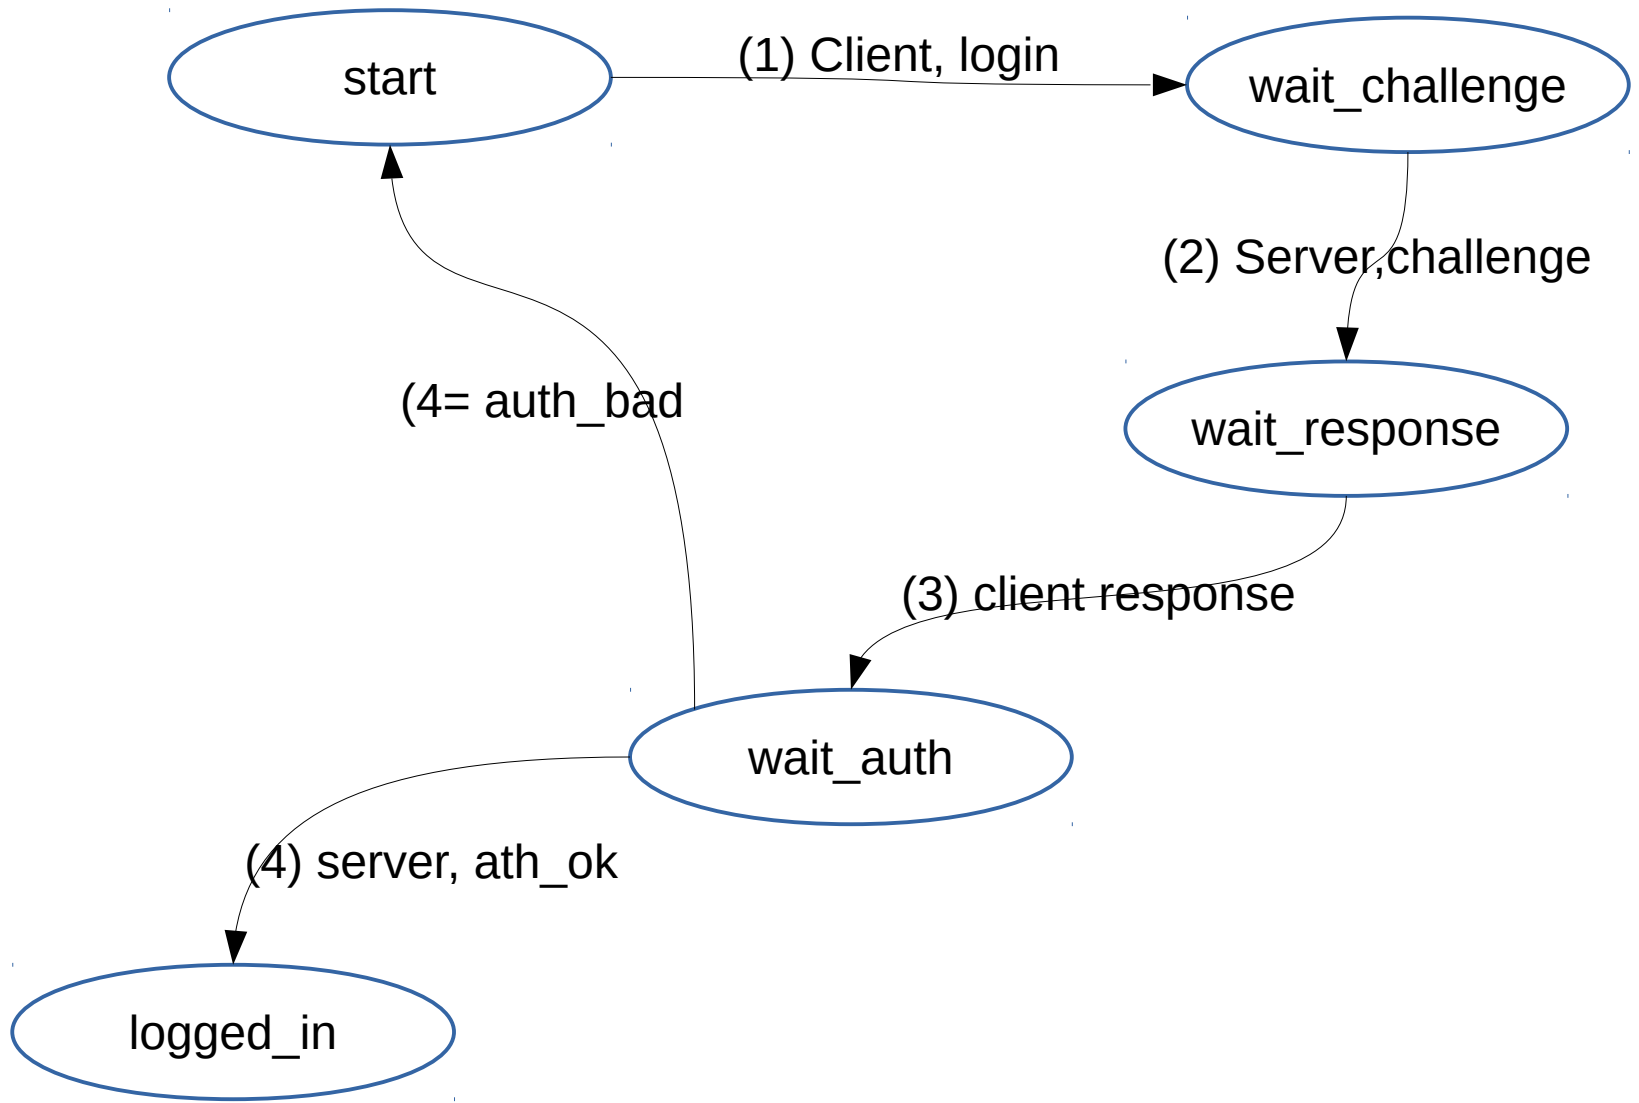 start
(1) Client, login
wait_challenge
(2) Server,challenge
(4= auth_bad
wait_response
(3) client response
wait_auth
(4) server, ath_ok
logged_in